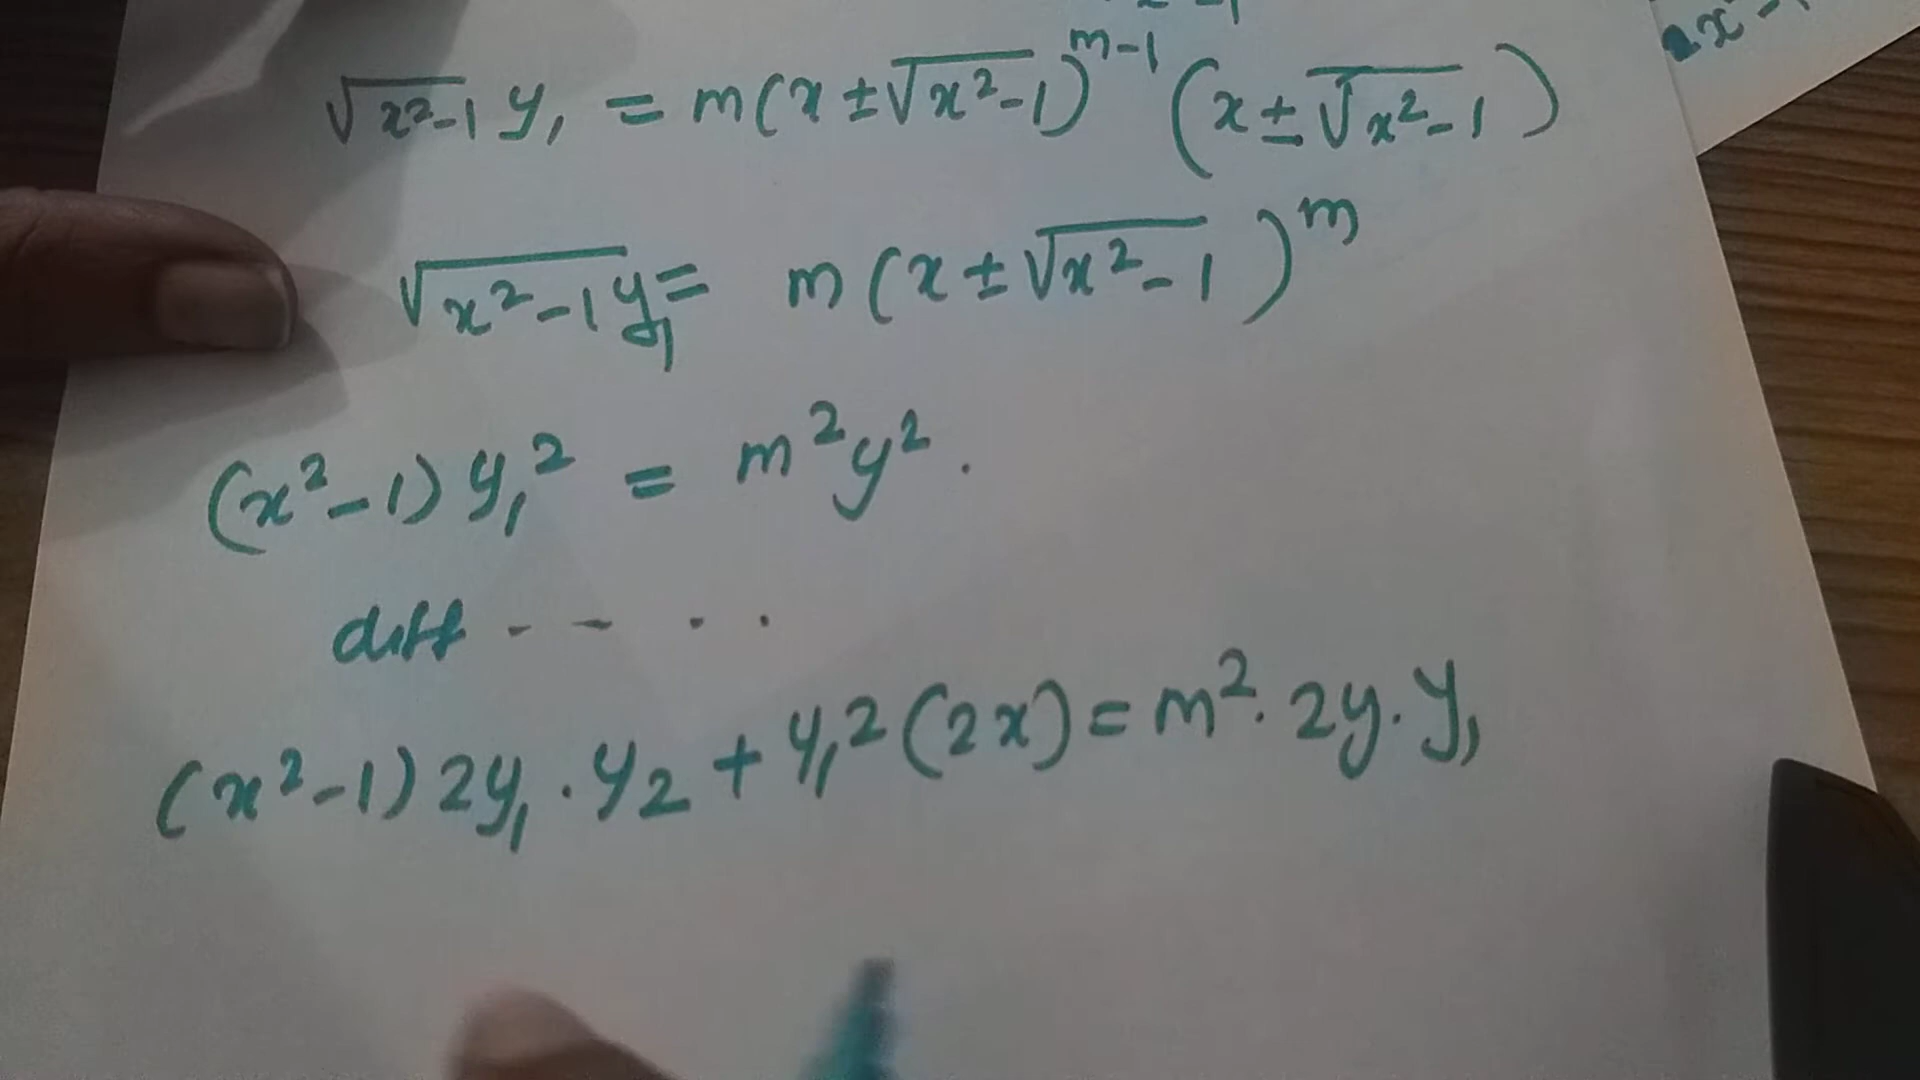 √x²-1 y₁ = m(x ± √x²-1)^m-1 (x ± √x²-1)
√x²-1 y₁ = m(x ± √x²-1)^m
(x²-1) y₁² = m²y².
diff - - . .
(x²-1) 2y₁ . y₂ + y₁² (2x) = m². 2y. y₁